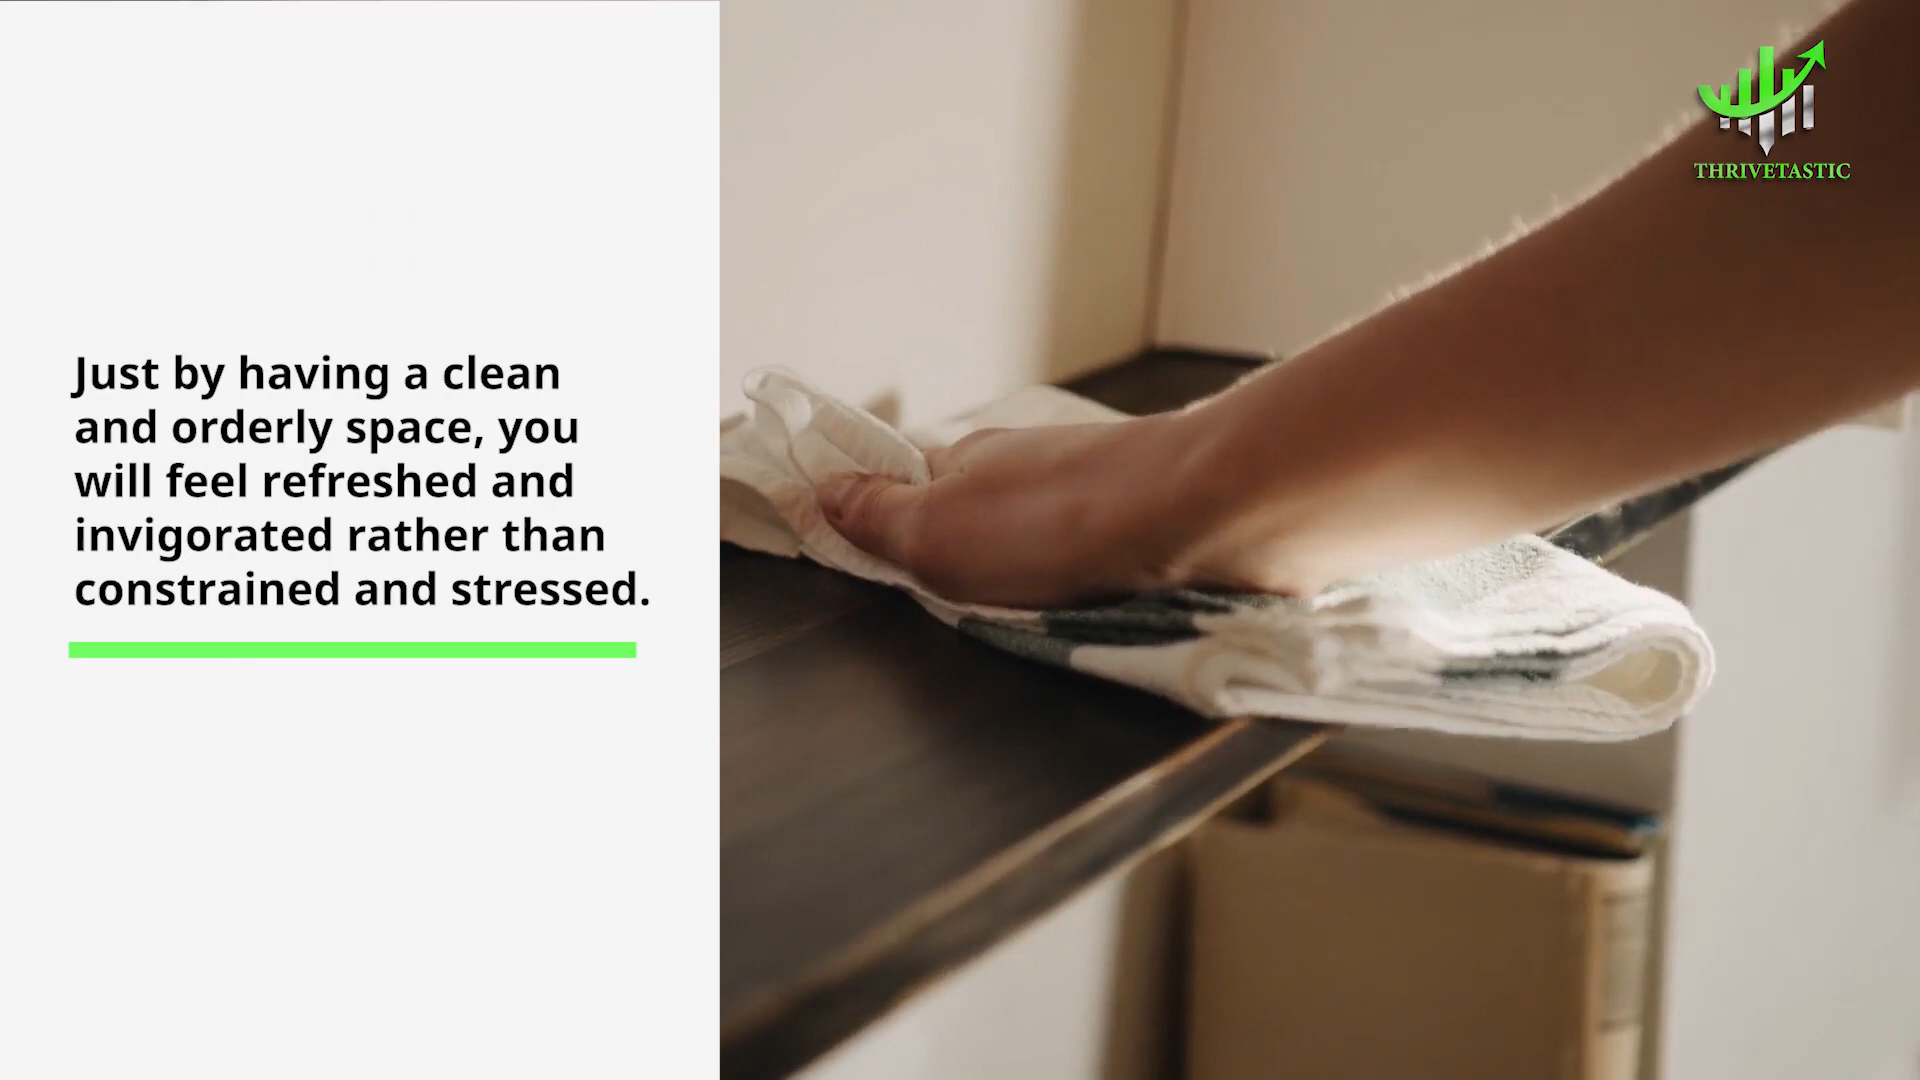 Just by having a clean
and orderly space, you
will feel refreshed and
invigorated rather than
constrained and stressed.
THRIVETASTIC